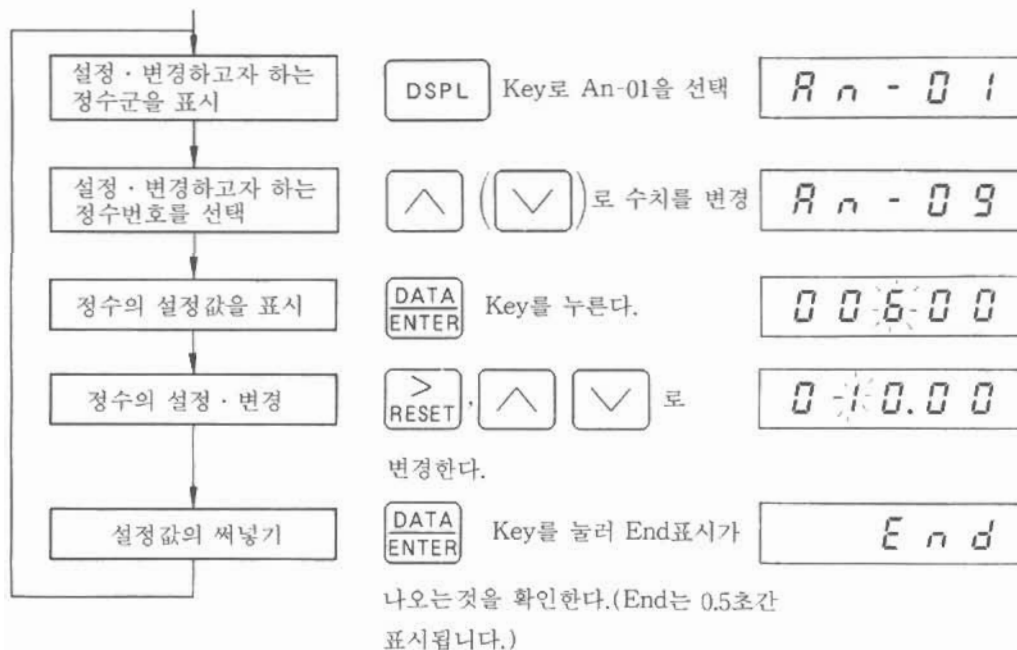 설정 · 변경하고자 하는
정수군을 표시
DSPL Key로 An-01을 선택
An-01
설정 · 변경하고자 하는
정수번호를 선택
∧ (∨)로 수치를 변경
An-09
정수의 설정값을 표시
DATA
ENTER
Key를 누른다.
00600
정수의 설정 · 변경
>
RESET
, ∧ ∨ 로
변경한다.
010.00
설정값의 써넣기
DATA
ENTER
Key를 눌러 End표시가
나오는것을 확인한다.(End는 0.5초간
표시됩니다.)
End